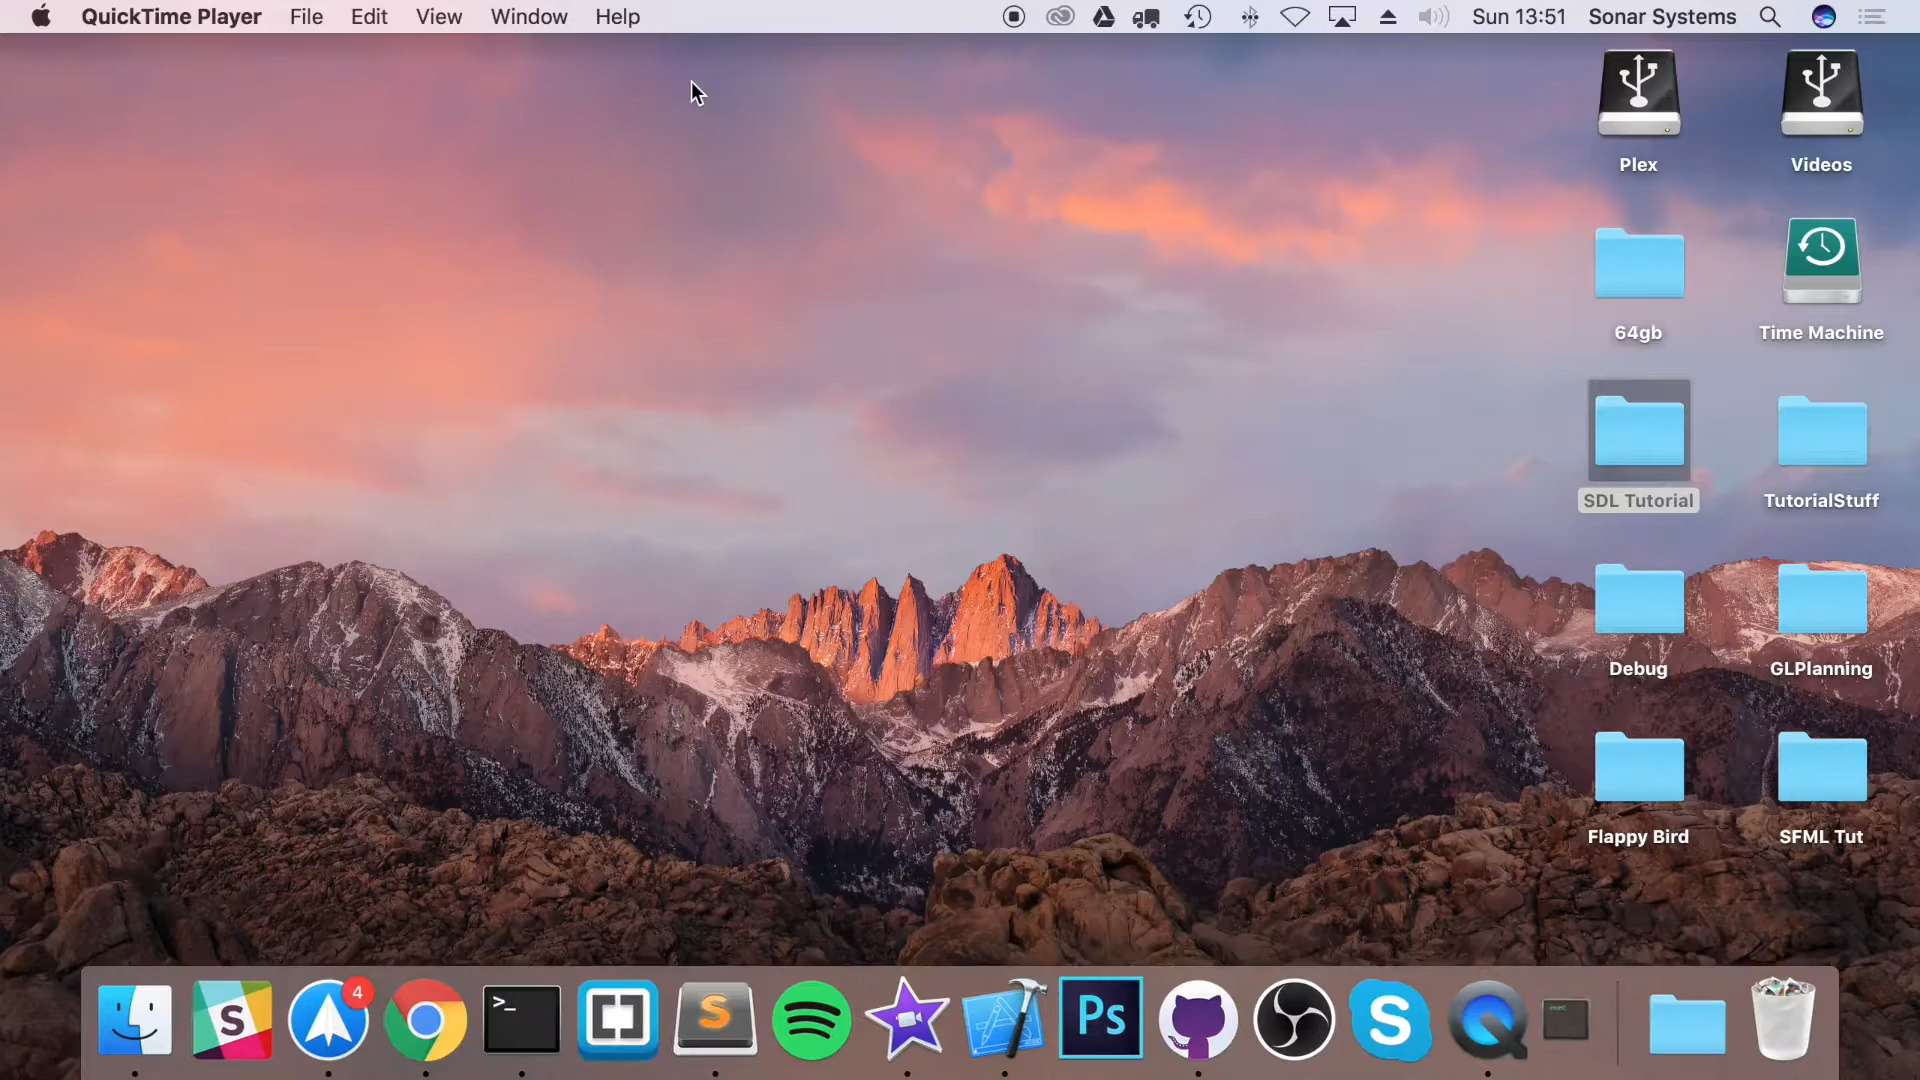 QuickTime Player File Edit View Window Help Sun 13:51 Sonar Systems
Plex Videos
64gb Time Machine
SDL Tutorial TutorialStuff
Debug GLPlanning
Flappy Bird SFML Tut
4
S
>_
S
Ps
exec
S